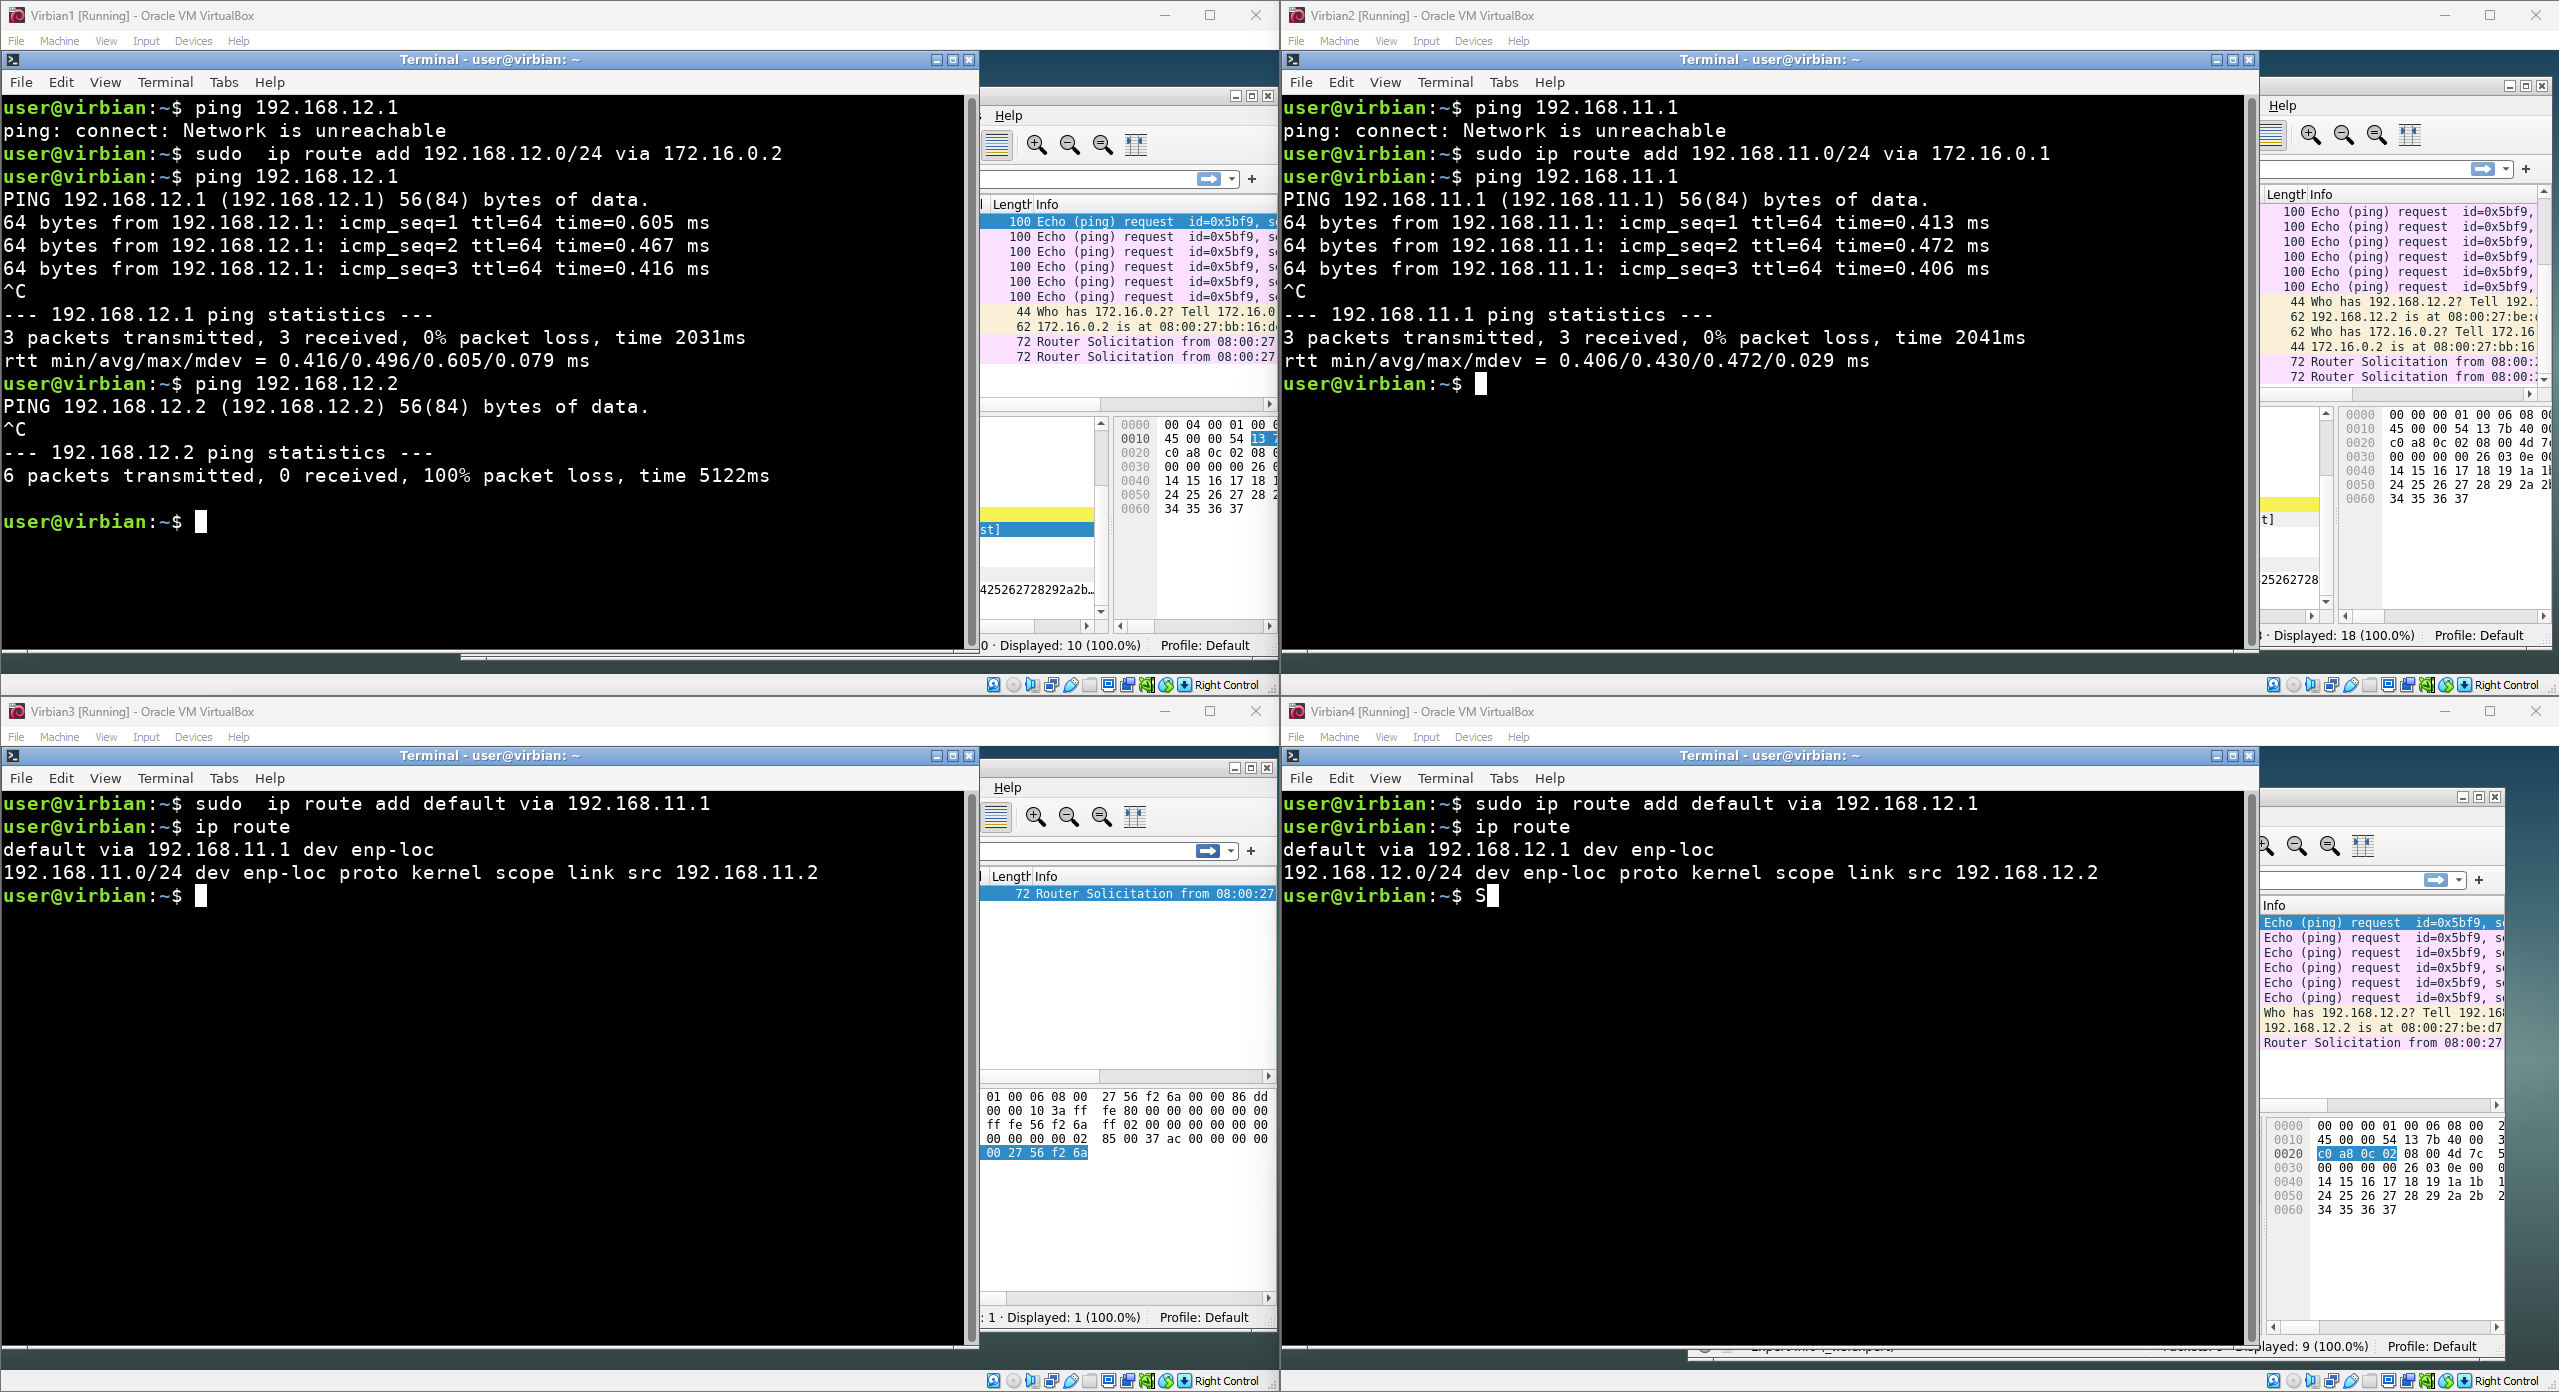 Virbian1 [Running] - Oracle VM VirtualBox
File Machine View Input Devices Help
Terminal - user@virbian: ~
File Edit View Terminal Tabs Help
user@virbian:~$ ping 192.168.12.1
ping: connect: Network is unreachable
user@virbian:~$ sudo  ip route add 192.168.12.0/24 via 172.16.0.2
user@virbian:~$ ping 192.168.12.1
PING 192.168.12.1 (192.168.12.1) 56(84) bytes of data.
64 bytes from 192.168.12.1: icmp_seq=1 ttl=64 time=0.605 ms
64 bytes from 192.168.12.1: icmp_seq=2 ttl=64 time=0.467 ms
64 bytes from 192.168.12.1: icmp_seq=3 ttl=64 time=0.416 ms
^C
--- 192.168.12.1 ping statistics ---
3 packets transmitted, 3 received, 0% packet loss, time 2031ms
rtt min/avg/max/mdev = 0.416/0.496/0.605/0.079 ms
user@virbian:~$ ping 192.168.12.2
PING 192.168.12.2 (192.168.12.2) 56(84) bytes of data.
^C
--- 192.168.12.2 ping statistics ---
6 packets transmitted, 0 received, 100% packet loss, time 5122ms
user@virbian:~$
Help
Length Info
100 Echo (ping) request id=0x5bf9, s
100 Echo (ping) request id=0x5bf9, s
100 Echo (ping) request id=0x5bf9, s
100 Echo (ping) request id=0x5bf9, s
100 Echo (ping) request id=0x5bf9, s
100 Echo (ping) request id=0x5bf9, s
44 Who has 172.16.0.2? Tell 172.16.0
62 172.16.0.2 is at 08:00:27:bb:16:d
72 Router Solicitation from 08:00:27
72 Router Solicitation from 08:00:27
st]
425262728292a2b…
0000 00 04 00 01 00
0010 45 00 00 54 13
0020 c0 a8 0c 02 08
0030 00 00 00 00 26
0040 14 15 16 17 18
0050 24 25 26 27 28
0060 34 35 36 37
0 · Displayed: 10 (100.0%) Profile: Default
Right Control
Virbian2 [Running] - Oracle VM VirtualBox
File Machine View Input Devices Help
Terminal - user@virbian: ~
File Edit View Terminal Tabs Help
user@virbian:~$ ping 192.168.11.1
ping: connect: Network is unreachable
user@virbian:~$ sudo ip route add 192.168.11.0/24 via 172.16.0.1
user@virbian:~$ ping 192.168.11.1
PING 192.168.11.1 (192.168.11.1) 56(84) bytes of data.
64 bytes from 192.168.11.1: icmp_seq=1 ttl=64 time=0.413 ms
64 bytes from 192.168.11.1: icmp_seq=2 ttl=64 time=0.472 ms
64 bytes from 192.168.11.1: icmp_seq=3 ttl=64 time=0.406 ms
^C
--- 192.168.11.1 ping statistics ---
3 packets transmitted, 3 received, 0% packet loss, time 2041ms
rtt min/avg/max/mdev = 0.406/0.430/0.472/0.029 ms
user@virbian:~$
Help
Length Info
100 Echo (ping) request id=0x5bf9,
100 Echo (ping) request id=0x5bf9,
100 Echo (ping) request id=0x5bf9,
100 Echo (ping) request id=0x5bf9,
100 Echo (ping) request id=0x5bf9,
100 Echo (ping) request id=0x5bf9,
44 Who has 192.168.12.2? Tell 192.
62 192.168.12.2 is at 08:00:27:be:
62 Who has 172.16.0.2? Tell 172.16
44 172.16.0.2 is at 08:00:27:bb:16
72 Router Solicitation from 08:00:
72 Router Solicitation from 08:00:
t]
25262728
0000 00 00 00 01 00 06 08 00
0010 45 00 00 54 13 7b 40 00
0020 c0 a8 0c 02 08 00 4d 7c
0030 00 00 00 00 26 03 0e 00
0040 14 15 16 17 18 19 1a 1b
0050 24 25 26 27 28 29 2a 2b
0060 34 35 36 37
· Displayed: 18 (100.0%) Profile: Default
Right Control
Virbian3 [Running] - Oracle VM VirtualBox
File Machine View Input Devices Help
Terminal - user@virbian: ~
File Edit View Terminal Tabs Help
user@virbian:~$ sudo  ip route add default via 192.168.11.1
user@virbian:~$ ip route
default via 192.168.11.1 dev enp-loc
192.168.11.0/24 dev enp-loc proto kernel scope link src 192.168.11.2
user@virbian:~$
Help
Length Info
72 Router Solicitation from 08:00:27
01 00 06 08 00 27 56 f2 6a 00 00 86 dd
00 00 10 3a ff fe 80 00 00 00 00 00 00
ff fe 56 f2 6a ff 02 00 00 00 00 00 00
00 00 00 00 02 85 00 37 ac 00 00 00 00
00 27 56 f2 6a
: 1 · Displayed: 1 (100.0%) Profile: Default
Right Control
Virbian4 [Running] - Oracle VM VirtualBox
File Machine View Input Devices Help
Terminal - user@virbian: ~
File Edit View Terminal Tabs Help
user@virbian:~$ sudo ip route add default via 192.168.12.1
user@virbian:~$ ip route
default via 192.168.12.1 dev enp-loc
192.168.12.0/24 dev enp-loc proto kernel scope link src 192.168.12.2
user@virbian:~$ S
Info
Echo (ping) request id=0x5bf9, s
Echo (ping) request id=0x5bf9, s
Echo (ping) request id=0x5bf9, s
Echo (ping) request id=0x5bf9, s
Echo (ping) request id=0x5bf9, s
Echo (ping) request id=0x5bf9, s
Who has 192.168.12.2? Tell 192.168
192.168.12.2 is at 08:00:27:be:d7
Router Solicitation from 08:00:27
0000 00 00 00 01 00 06 08 00 2
0010 45 00 00 54 13 7b 40 00 3
0020 c0 a8 0c 02 08 00 4d 7c 5
0030 00 00 00 00 26 03 0e 00 0
0040 14 15 16 17 18 19 1a 1b 1
0050 24 25 26 27 28 29 2a 2b 2
0060 34 35 36 37
played: 9 (100.0%) Profile: Default
Right Control